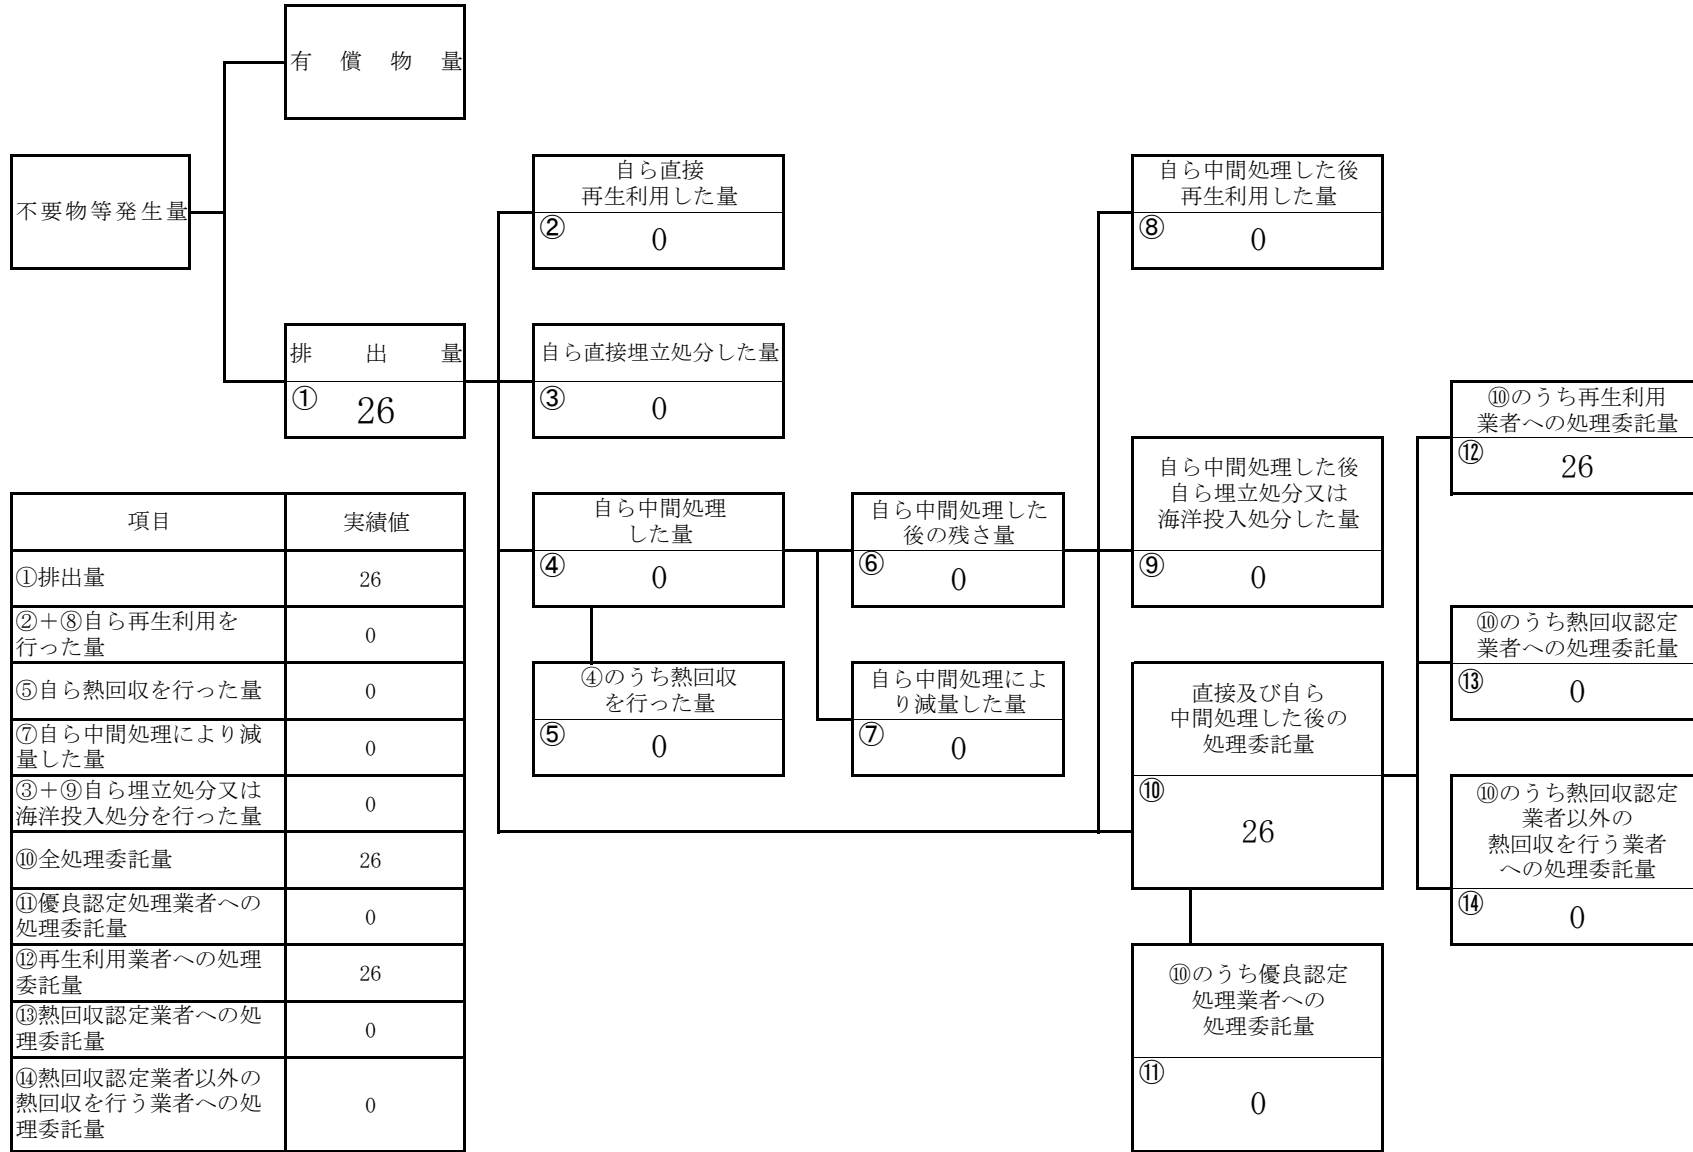 有償物量
不要物等発生量
排出量
① 26
自ら直接
再生利用した量
② 0
自ら直接埋立処分した量
③ 0
自ら中間処理
した量
④ 0
④のうち熱回収
を行った量
⑤ 0
自ら中間処理した
後の残さ量
⑥ 0
自ら中間処理によ
り減量した量
⑦ 0
自ら中間処理した後
再生利用した量
⑧ 0
自ら中間処理した後
自ら埋立処分又は
海洋投入処分した量
⑨ 0
直接及び自ら
中間処理した後の
処理委託量
⑩
26
⑩のうち優良認定
処理業者への
処理委託量
⑪
0
⑩のうち再生利用
業者への処理委託量
⑫ 26
⑩のうち熱回収認定
業者への処理委託量
⑬ 0
⑩のうち熱回収認定
業者以外の
熱回収を行う業者
への処理委託量
⑭ 0
項目 実績値
①排出量 26
②＋⑧自ら再生利用を
行った量 0
⑤自ら熱回収を行った量 0
⑦自ら中間処理により減
量した量 0
③＋⑨自ら埋立処分又は
海洋投入処分を行った量 0
⑩全処理委託量 26
⑪優良認定処理業者への
処理委託量 0
⑫再生利用業者への処理
委託量 26
⑬熱回収認定業者への処
理委託量 0
⑭熱回収認定業者以外の
熱回収を行う業者への処
理委託量 0